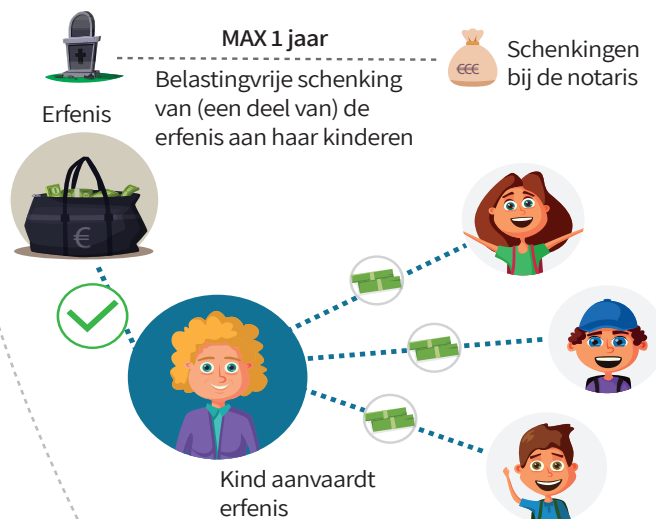 MAX 1 jaar
Schenkingen
bij de notaris
Belastingvrije schenking
van (een deel van) de
erfenis aan haar kinderen
Erfenis
€€€
€
Kind aanvaardt
erfenis